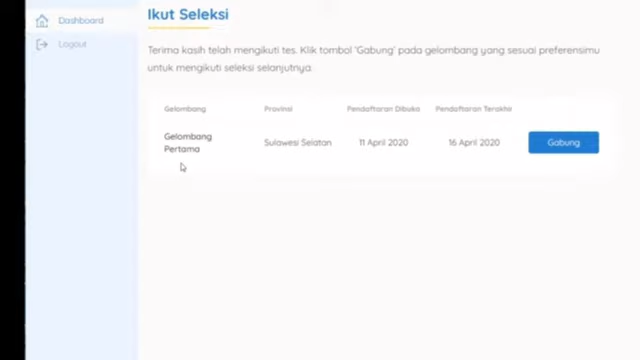 Dashboard
Logout
Ikut Seleksi
Terima kasih telah mengikuti tes. Klik tombol 'Gabung' pada gelombang yang sesuai preferensimu
untuk mengikuti seleksi selanjutnya.
Gelombang Provinsi Pendaftaran Dibuka Pendaftaran Terakhir
Gelombang
Pertama
Sulawesi Selatan 11 April 2020 16 April 2020 Gabung